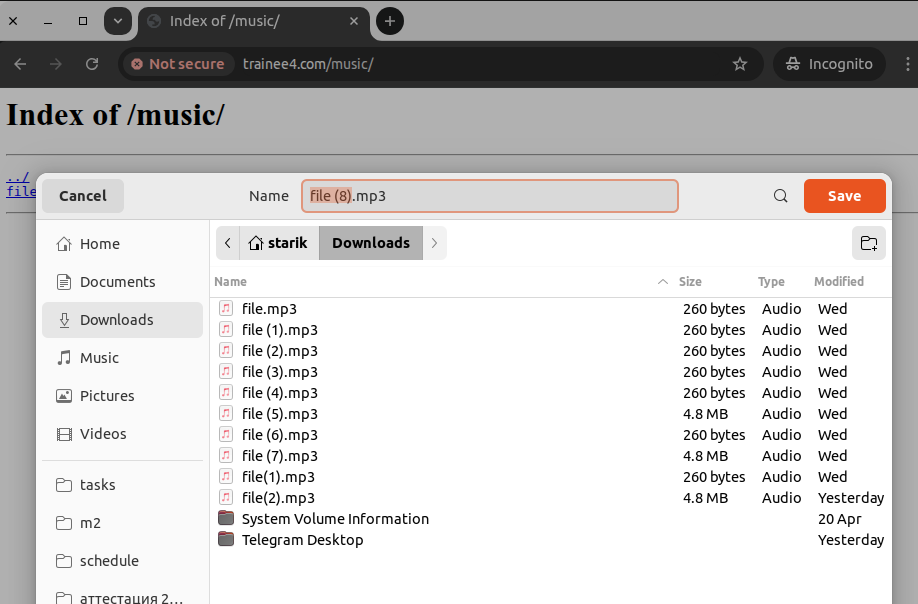 Index of /music/
Not secure trainee4.com/music/ Incognito
Index of /music/
../
file
Cancel Name file (8).mp3 Save
Home
Documents
Downloads
Music
Pictures
Videos
tasks
m2
schedule
аттестация 2...
starik Downloads
Name Size Type Modified
file.mp3 260 bytes Audio Wed
file (1).mp3 260 bytes Audio Wed
file (2).mp3 260 bytes Audio Wed
file (3).mp3 260 bytes Audio Wed
file (4).mp3 260 bytes Audio Wed
file (5).mp3 4.8 MB Audio Wed
file (6).mp3 260 bytes Audio Wed
file (7).mp3 4.8 MB Audio Wed
file(1).mp3 260 bytes Audio Wed
file(2).mp3 4.8 MB Audio Yesterday
System Volume Information 20 Apr
Telegram Desktop Yesterday